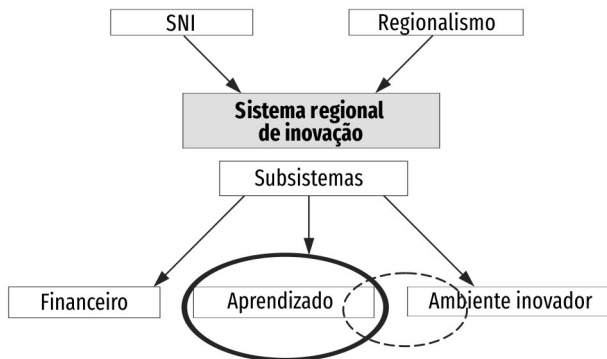 SNI
Regionalismo
Sistema regional
de inovação
Subsistemas
Financeiro
Aprendizado
Ambiente inovador